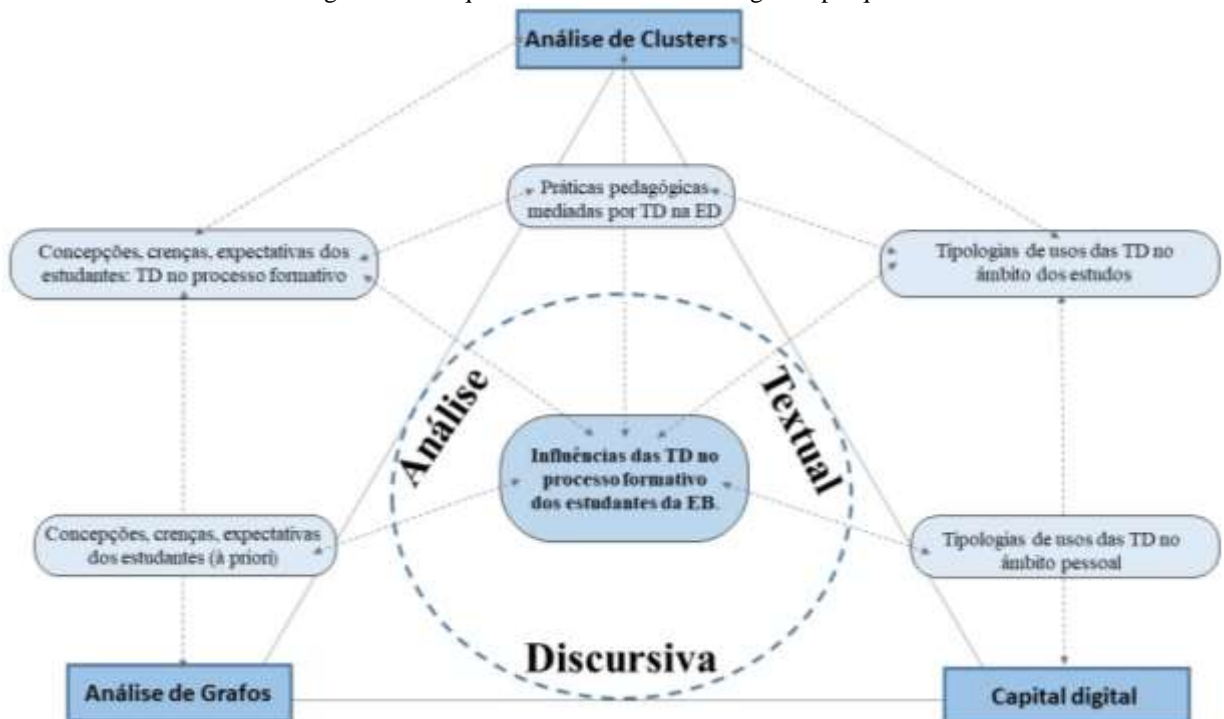 Análise de Clusters
Práticas pedagógicas
mediadas por TD na ED
Concepções, crenças, expectativas dos
estudantes: TD no processo formativo
Tipologias de usos das TD no
âmbito dos estudos
Análise
Textual
Influências das TD no
processo formativo
dos estudantes da EB.
Concepções, crenças, expectativas
dos estudantes (à priori)
Tipologias de usos das TD no
âmbito pessoal
Discursiva
Análise de Grafos
Capital digital